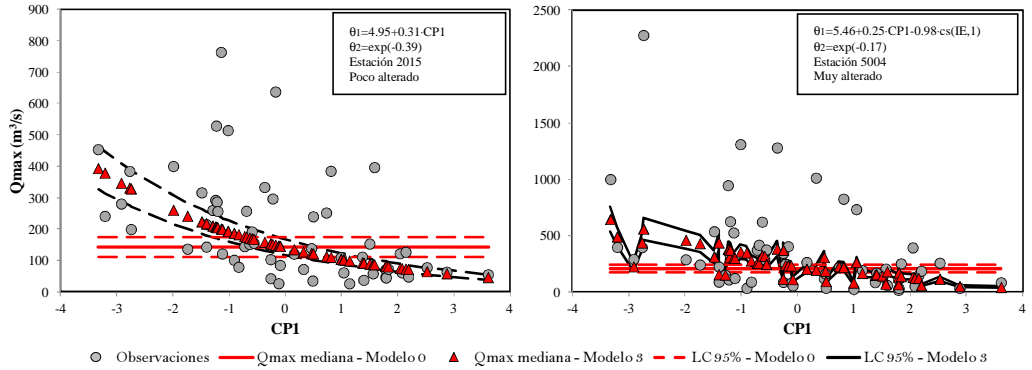 900
800
700
600
500
400
300
200
100
0
Qmax (m³/s)
-4 -3 -2 -1 0 1 2 3 4
CP1
θ1=4.95+0.31·CP1
θ2=exp(-0.39)
Estación 2015
Poco alterado
2500
2000
1500
1000
500
0
-4 -3 -2 -1 0 1 2 3 4
CP1
θ1=5.46+0.25·CP1-0.98·cs(IE,1)
θ2=exp(-0.17)
Estación 5004
Muy alterado
Observaciones Qmax mediana - Modelo 0 Qmax mediana - Modelo 3 LC 95% - Modelo 0 LC 95% - Modelo 3